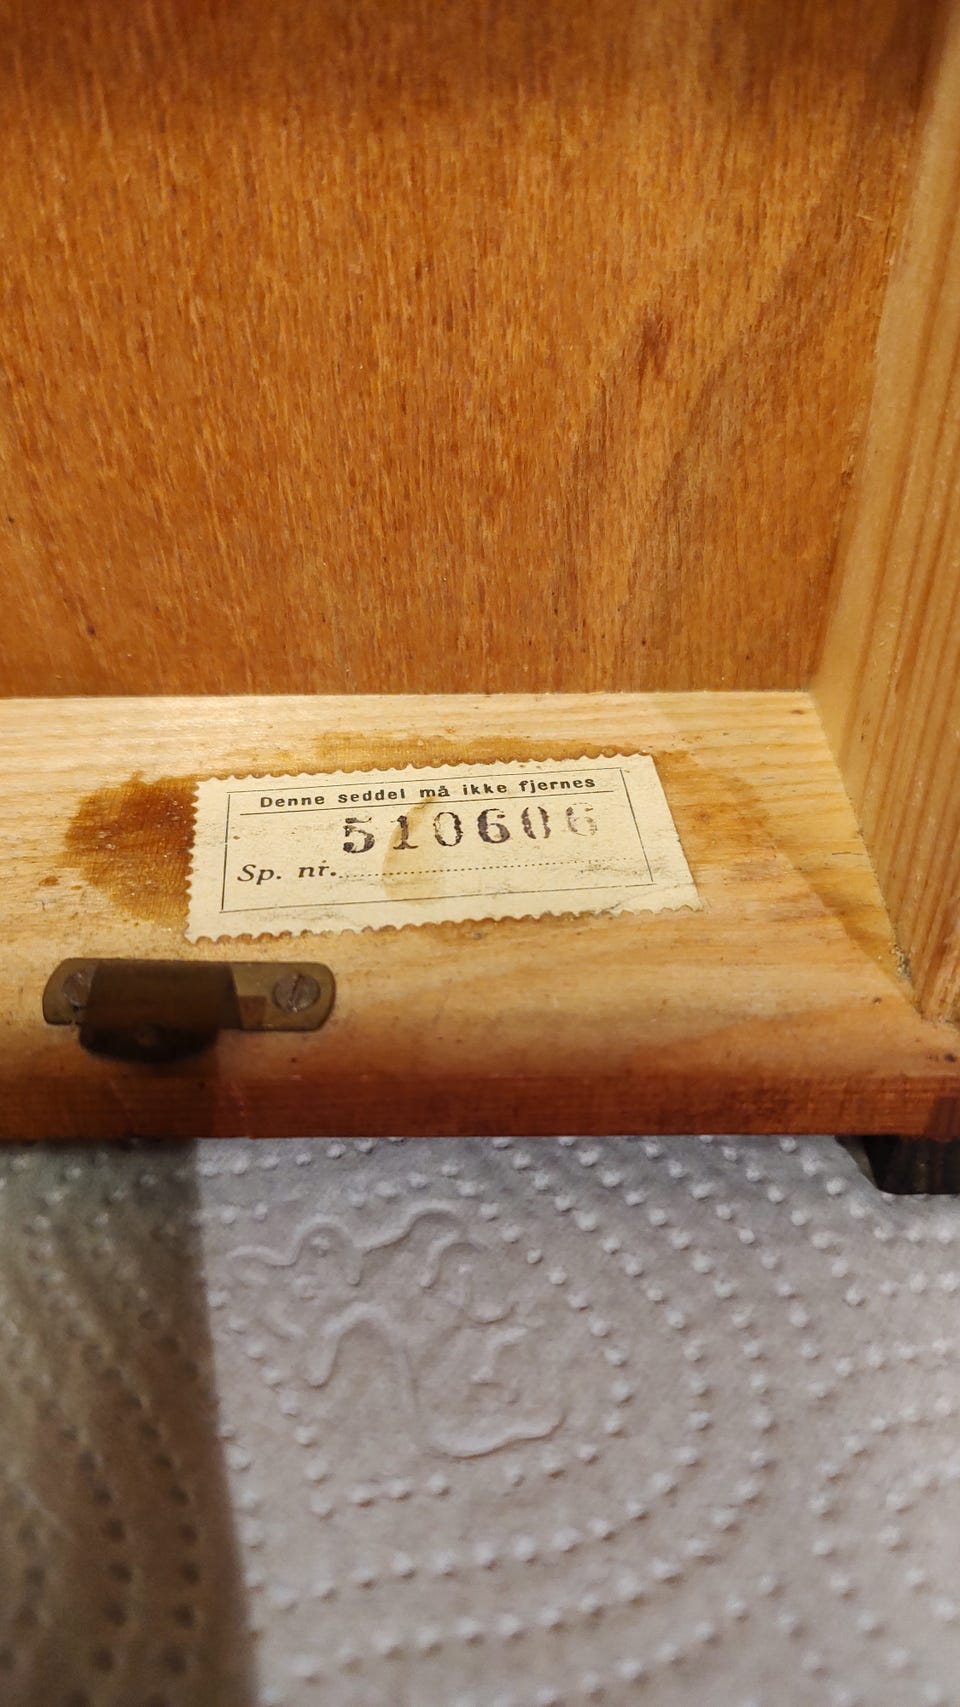 Denne seddel må ikke fjernes
510606
Sp. nr.